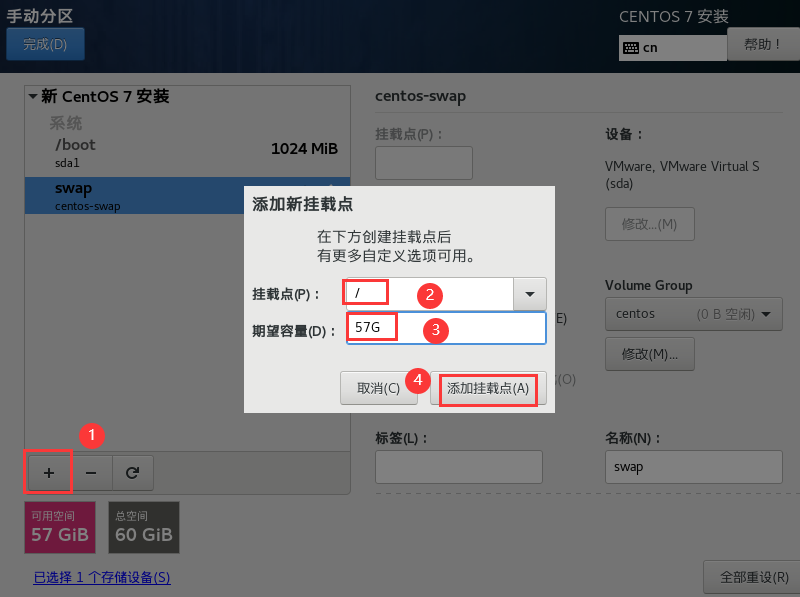 手动分区
CENTOS 7 安装
完成(D)
cn
帮助！
新 CentOS 7 安装
系统
/boot
1024 MiB
sda1
swap
centos-swap
centos-swap
挂载点(P)：
设备：
VMware, VMware Virtual S
(sda)
修改...(M)
添加新挂载点
在下方创建挂载点后
有更多自定义选项可用。
挂载点(P)：
/
2
期望容量(D)：
57G
3
4
取消(C)
添加挂载点(A)
E)
(O)
Volume Group
centos
(0 B 空闲)
修改(M)...
标签(L)：
名称(N)：
swap
1
+
−
可用空间
57 GiB
总空间
60 GiB
已选择 1 个存储设备(S)
全部重设(R)